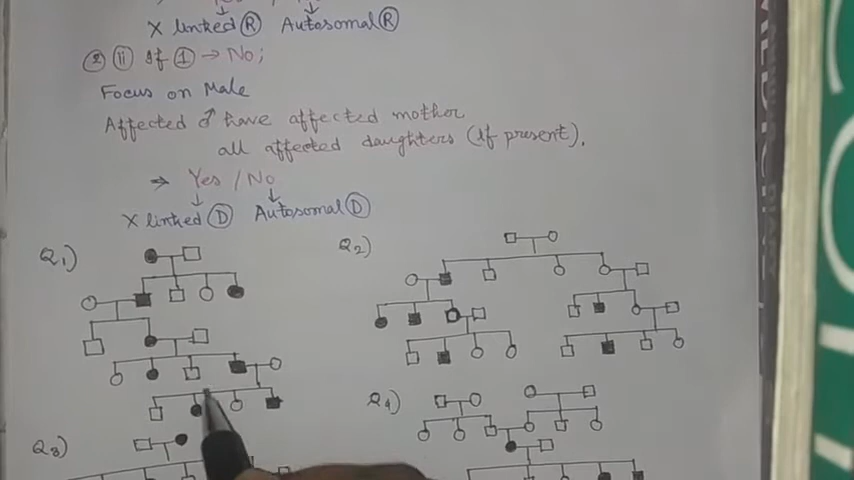 X linked Ⓡ Autosomal Ⓡ
② ⓘⓘ If ① → No;
Focus on Male
Affected ♂ have affected mother
all affected daughters (If present).
⇒ Yes / No
↓ ↓
X linked Ⓓ Autosomal Ⓓ
Q1)
Q2)
Q3)
Q4)